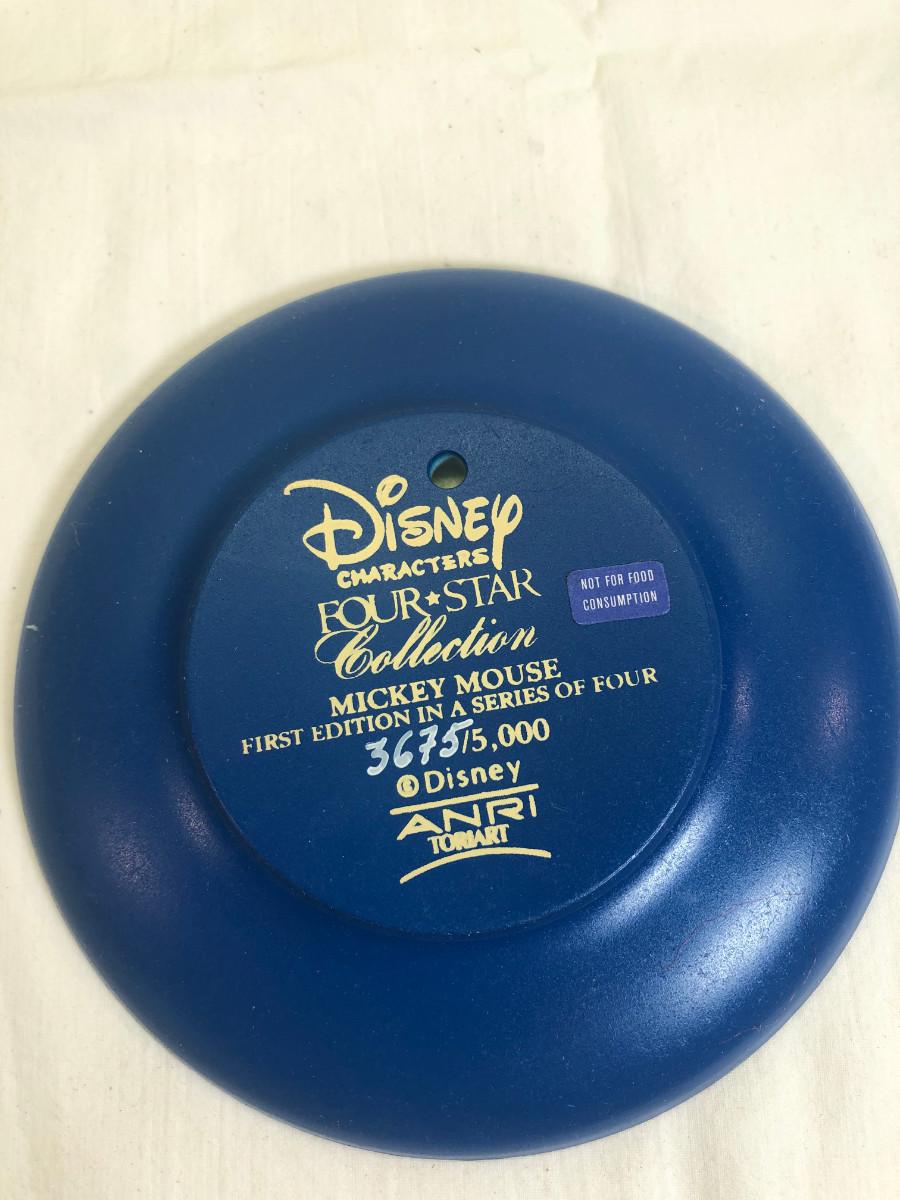 Disney
CHARACTERS
FOUR★STAR
Collection
MICKEY MOUSE
FIRST EDITION IN A SERIES OF FOUR
3675/5,000
©Disney
ANRI
TORIART
NOT FOR FOOD
CONSUMPTION